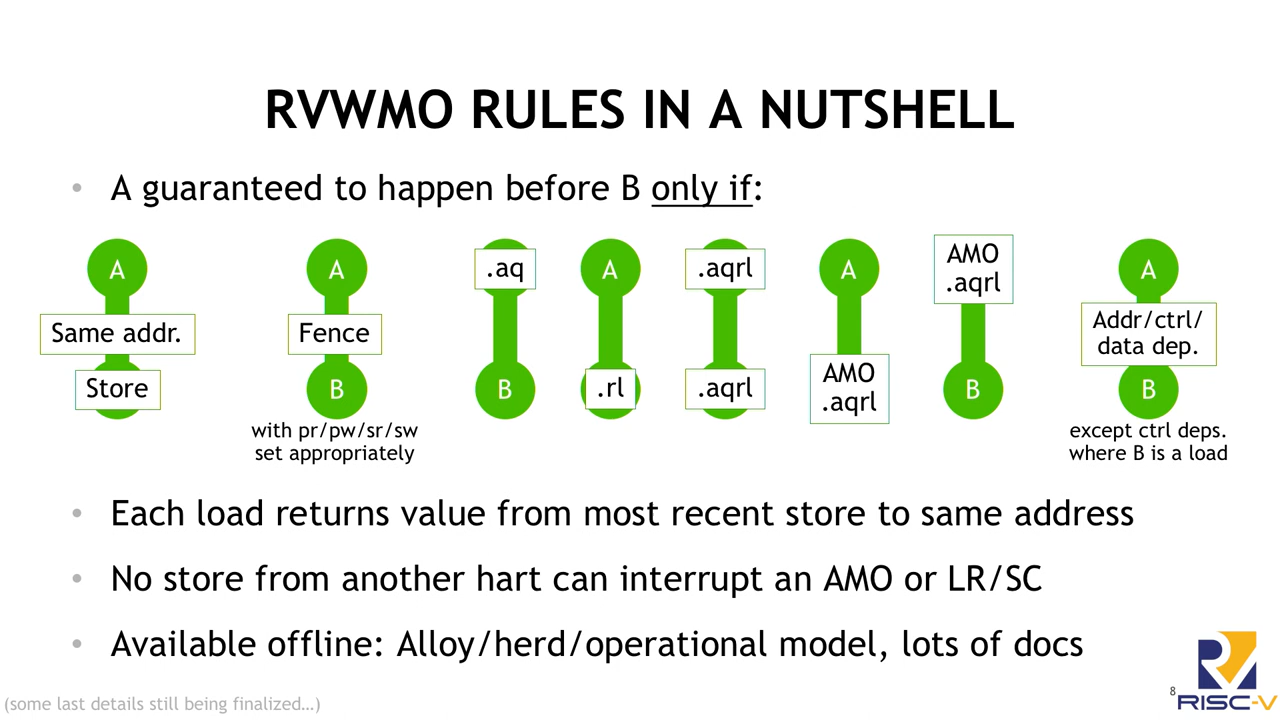 RVWMO RULES IN A NUTSHELL
• A guaranteed to happen before B only if:
A
Same addr.
Store
A
Fence
B
with pr/pw/sr/sw
set appropriately
.aq
B
A
.rl
.aqrl
.aqrl
A
AMO
.aqrl
AMO
.aqrl
B
A
Addr/ctrl/
data dep.
B
except ctrl deps.
where B is a load
• Each load returns value from most recent store to same address
• No store from another hart can interrupt an AMO or LR/SC
• Available offline: Alloy/herd/operational model, lots of docs
(some last details still being finalized…)
8
RISC-V